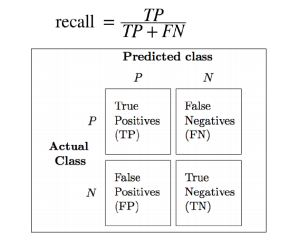 recall = TP / TP + FN
Predicted class
P N
P
True Positives (TP)
False Negatives (FN)
Actual Class
N
False Positives (FP)
True Negatives (TN)